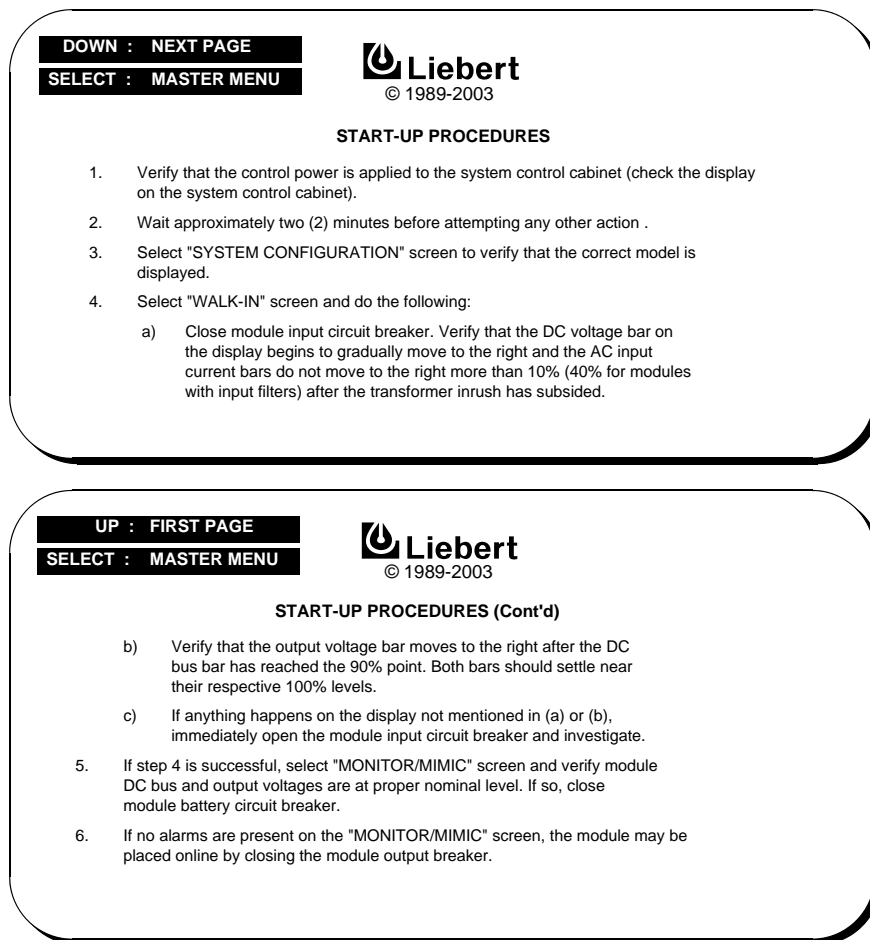 DOWN : NEXT PAGE
SELECT : MASTER MENU
Liebert
© 1989-2003
START-UP PROCEDURES
1. Verify that the control power is applied to the system control cabinet (check the display
on the system control cabinet).
2. Wait approximately two (2) minutes before attempting any other action .
3. Select "SYSTEM CONFIGURATION" screen to verify that the correct model is
displayed.
4. Select "WALK-IN" screen and do the following:
a) Close module input circuit breaker. Verify that the DC voltage bar on
the display begins to gradually move to the right and the AC input
current bars do not move to the right more than 10% (40% for modules
with input filters) after the transformer inrush has subsided.
UP : FIRST PAGE
SELECT : MASTER MENU
Liebert
© 1989-2003
START-UP PROCEDURES (Cont'd)
b) Verify that the output voltage bar moves to the right after the DC
bus bar has reached the 90% point. Both bars should settle near
their respective 100% levels.
c) If anything happens on the display not mentioned in (a) or (b),
immediately open the module input circuit breaker and investigate.
5. If step 4 is successful, select "MONITOR/MIMIC" screen and verify module
DC bus and output voltages are at proper nominal level. If so, close
module battery circuit breaker.
6. If no alarms are present on the "MONITOR/MIMIC" screen, the module may be
placed online by closing the module output breaker.